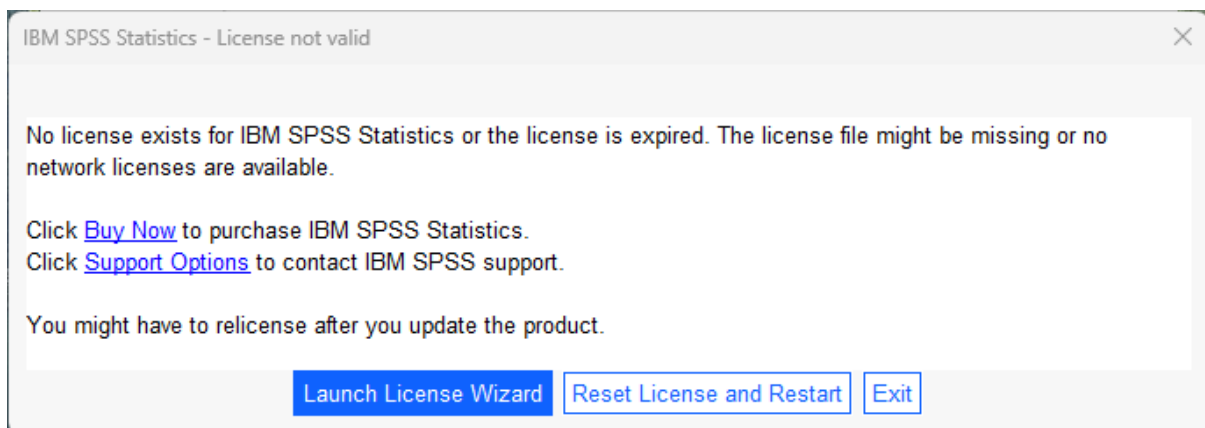 IBM SPSS Statistics - License not valid
No license exists for IBM SPSS Statistics or the license is expired. The license file might be missing or no
network licenses are available.
Click Buy Now to purchase IBM SPSS Statistics.
Click Support Options to contact IBM SPSS support.
You might have to relicense after you update the product.
Launch License Wizard Reset License and Restart Exit